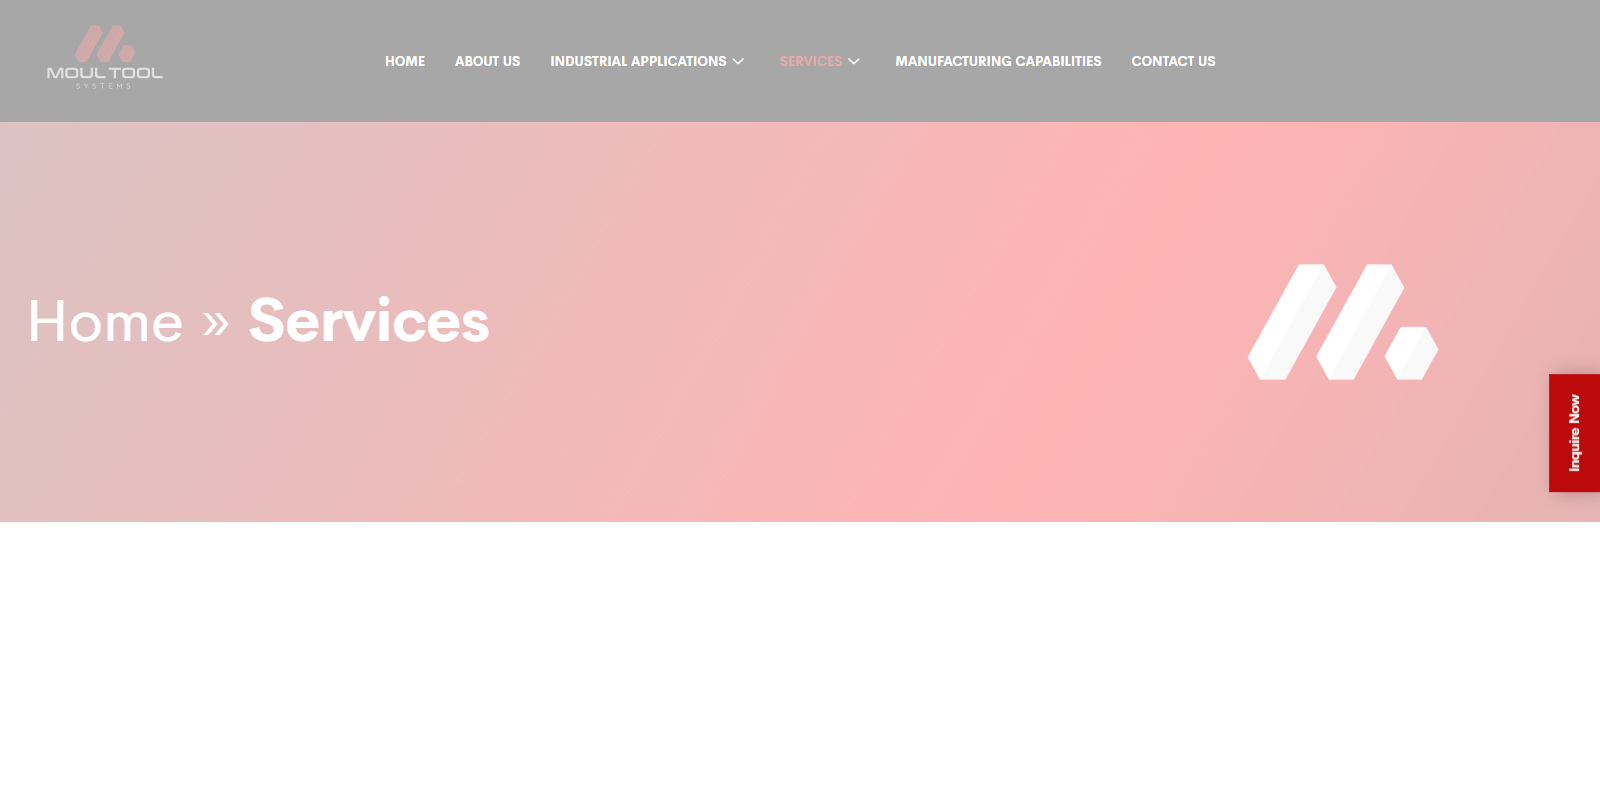 MOULTOOL
SYSTEMS
HOME ABOUT US INDUSTRIAL APPLICATIONS SERVICES MANUFACTURING CAPABILITIES CONTACT US
Home » Services
Inquire Now